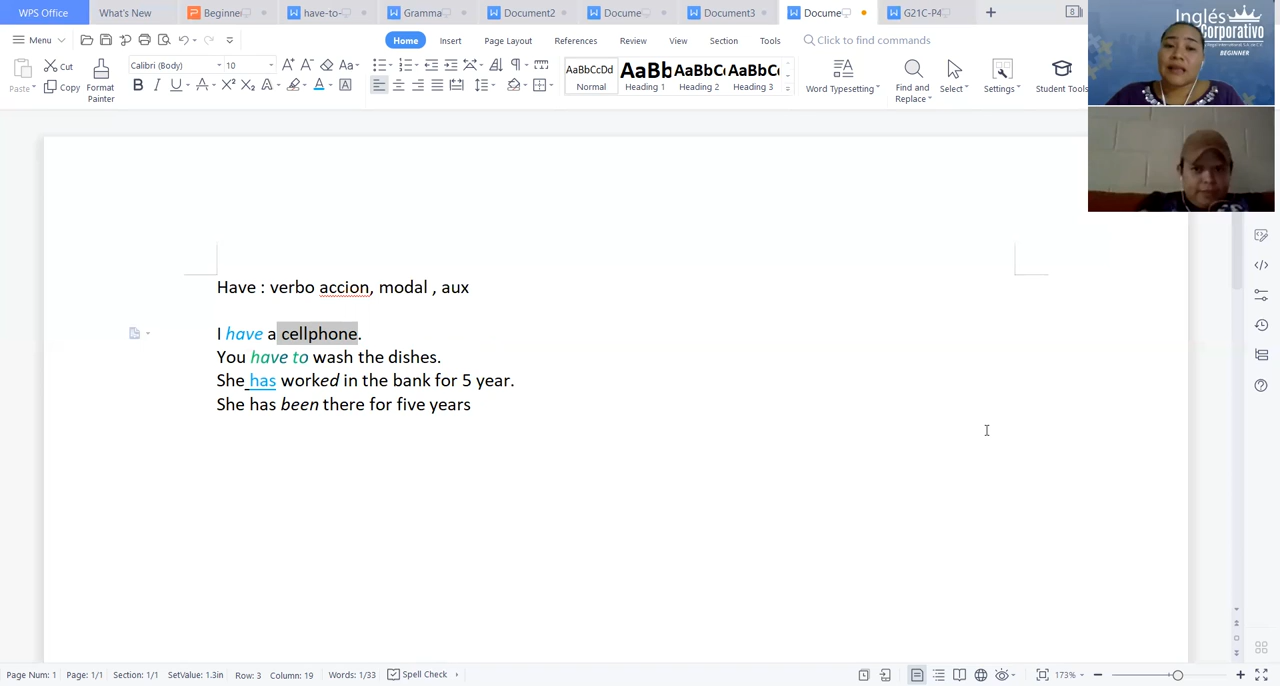 WPS Office What's New Beginner have-to- Gramma Document2 Docume Document3 Docume G21C-P4 + 8
Menu Home Insert Page Layout References Review View Section Tools Click to find commands
Inglés
Corporativo
BEGINNER
Paste Cut Copy Format Painter
Calibri (Body) 10
AaBbCcDd AaBb AaBbC AaBbC
Normal Heading 1 Heading 2 Heading 3
Word Typesetting Find and Replace Select Settings Student Tools
Have : verbo accion, modal , aux
I have a cellphone.
You have to wash the dishes.
She has worked in the bank for 5 year.
She has been there for five years
Page Num: 1 Page: 1/1 Section: 1/1 SetValue: 1.3in Row: 3 Column: 19 Words: 1/33 Spell Check 173%